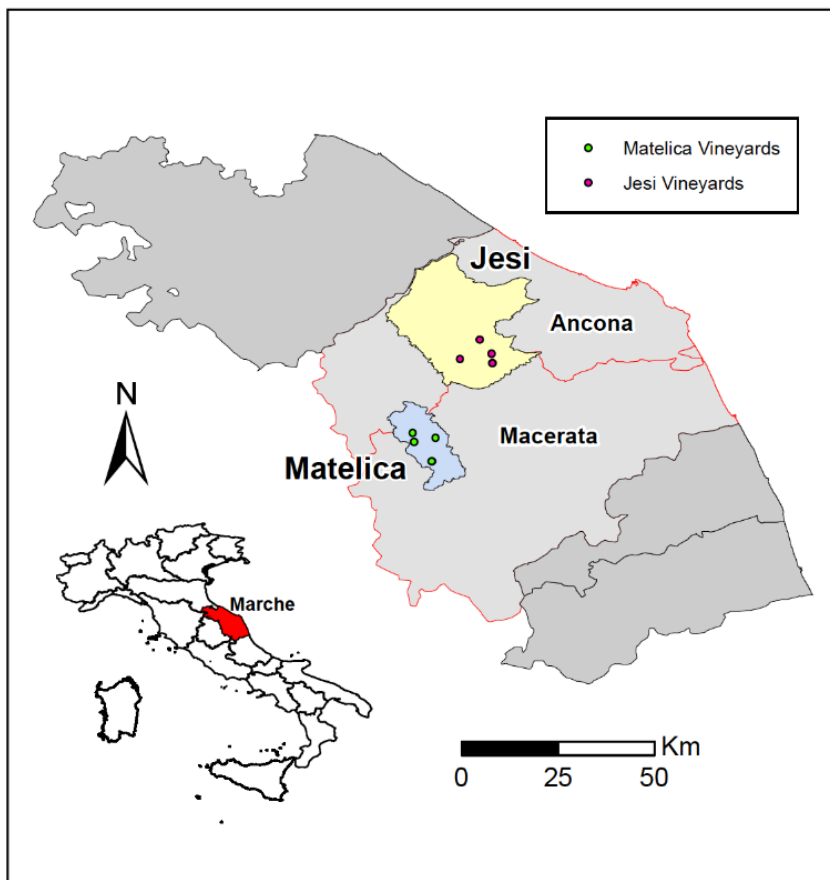 Matelica Vineyards
Jesi Vineyards
Jesi
Ancona
N
Macerata
Matelica
Marche
Km
0 25 50